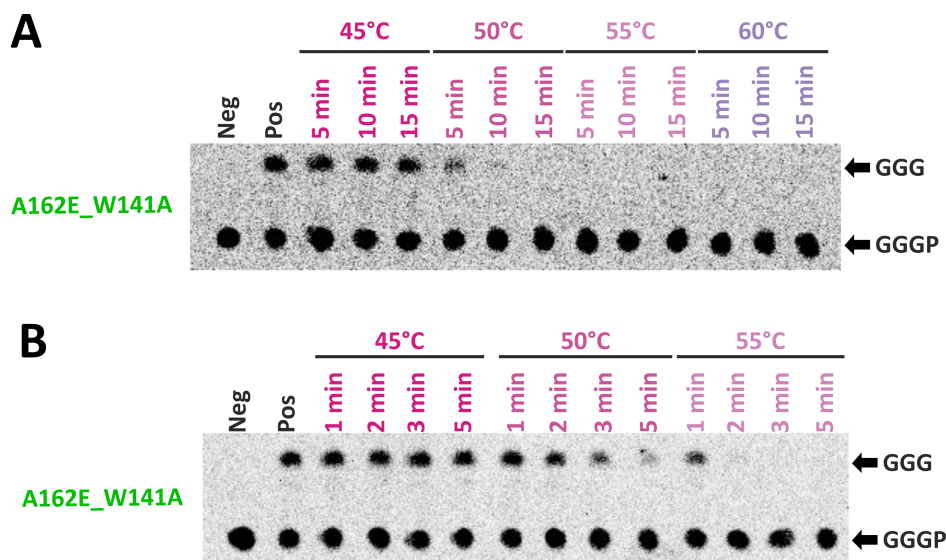 A
45°C 50°C 55°C 60°C
Neg Pos 5 min 10 min 15 min 5 min 10 min 15 min 5 min 10 min 15 min 5 min 10 min 15 min
GGG
A162E_W141A
GGGP
B
45°C 50°C 55°C
Neg Pos 1 min 2 min 3 min 5 min 1 min 2 min 3 min 5 min 1 min 2 min 3 min 5 min
GGG
A162E_W141A
GGGP